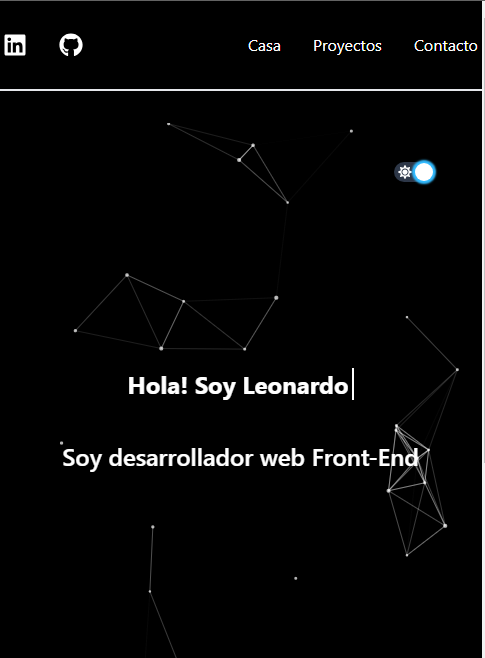 Casa Proyectos Contacto
Hola! Soy Leonardo
Soy desarrollador web Front-End